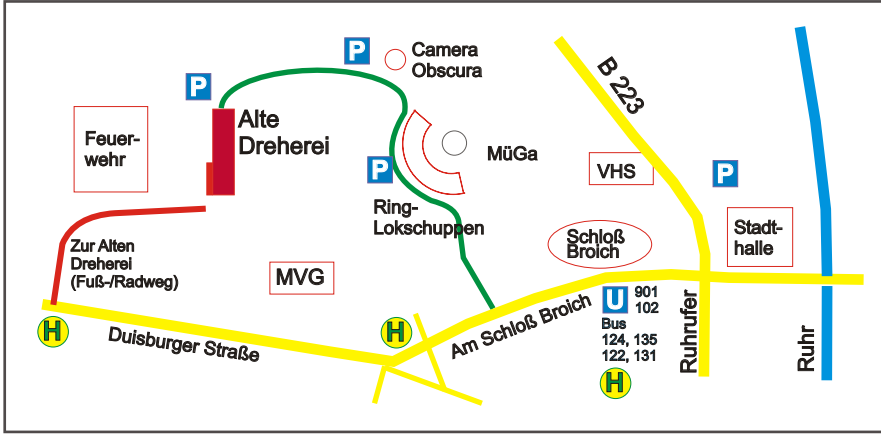 P
Camera
Obscura
B 223
P
Alte
Dreherei
Feuer-
wehr
MüGa
VHS
P
P
Ring-
Lokschuppen
Stadt-
halle
Schloß
Broich
Zur Alten
Dreherei
(Fuß-/Radweg)
MVG
U
901
102
Bus
124, 135
122, 131
H
H
H
Duisburger Straße
Am Schloß Broich
Ruhrufer
Ruhr